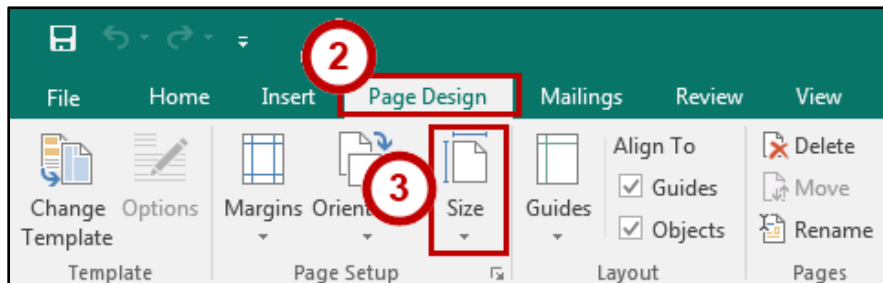 2
File Home Insert Page Design Mailings Review View
3
Change Template
Options
Margins
Orient
Size
Guides
Align To
Guides
Objects
Delete
Move
Rename
Template
Page Setup
Layout
Pages